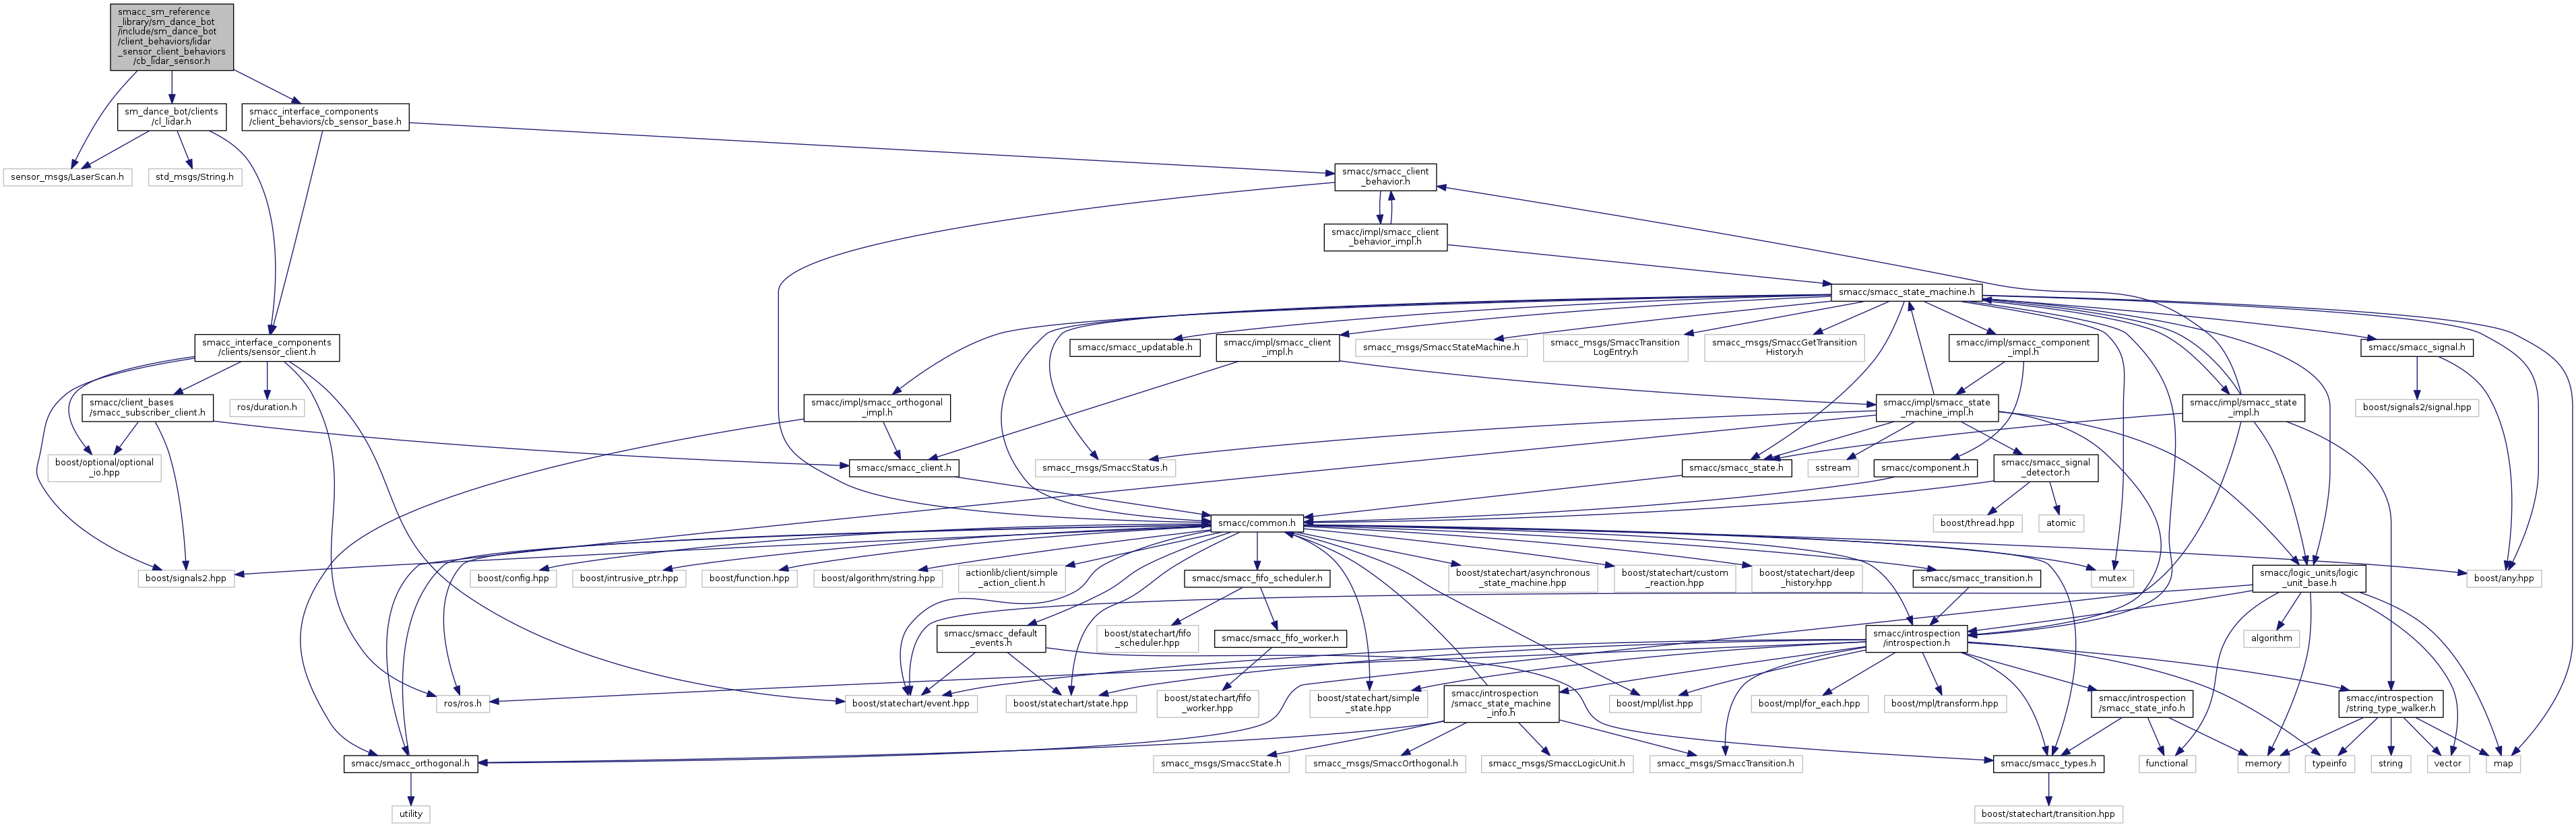 smacc_sm_reference
_library/sm_dance_bot
/include/sm_dance_bot
/client_behaviors/lidar
_sensor_client_behaviors
/cb_lidar_sensor.h
sm_dance_bot/clients
/cl_lidar.h
smacc_interface_components
/client_behaviors/cb_sensor_base.h
sensor_msgs/LaserScan.h
std_msgs/String.h
smacc/smacc_client
_behavior.h
smacc/impl/smacc_client
_behavior_impl.h
smacc/smacc_state_machine.h
smacc_interface_components
/clients/sensor_client.h
smacc/smacc_updatable.h
smacc/impl/smacc_client
_impl.h
smacc_msgs/SmaccStateMachine.h
smacc_msgs/SmaccTransition
LogEntry.h
smacc_msgs/SmaccGetTransition
History.h
smacc/impl/smacc_component
_impl.h
smacc/smacc_signal.h
smacc/client_bases
/smacc_subscriber_client.h
ros/duration.h
smacc/impl/smacc_orthogonal
_impl.h
smacc/impl/smacc_state
_machine_impl.h
smacc/impl/smacc_state
_impl.h
boost/signals2/signal.hpp
boost/optional/optional
_io.hpp
smacc/smacc_client.h
smacc_msgs/SmaccStatus.h
smacc/smacc_state.h
sstream
smacc/component.h
smacc/smacc_signal
_detector.h
smacc/common.h
boost/thread.hpp
atomic
boost/signals2.hpp
boost/config.hpp
boost/intrusive_ptr.hpp
boost/function.hpp
boost/algorithm/string.hpp
actionlib/client/simple
_action_client.h
smacc/smacc_fifo_scheduler.h
boost/statechart/asynchronous
_state_machine.hpp
boost/statechart/custom
_reaction.hpp
boost/statechart/deep
_history.hpp
smacc/smacc_transition.h
mutex
smacc/logic_units/logic
_unit_base.h
boost/any.hpp
smacc/smacc_default
_events.h
boost/statechart/fifo
_scheduler.hpp
smacc/smacc_fifo_worker.h
smacc/introspection
/introspection.h
algorithm
ros/ros.h
boost/statechart/event.hpp
boost/statechart/state.hpp
boost/statechart/fifo
_worker.hpp
boost/statechart/simple
_state.hpp
smacc/introspection
/smacc_state_machine
_info.h
boost/mpl/list.hpp
boost/mpl/for_each.hpp
boost/mpl/transform.hpp
smacc/introspection
/smacc_state_info.h
smacc/introspection
/string_type_walker.h
smacc/smacc_orthogonal.h
smacc_msgs/SmaccState.h
smacc_msgs/SmaccOrthogonal.h
smacc_msgs/SmaccLogicUnit.h
smacc_msgs/SmaccTransition.h
smacc/smacc_types.h
functional
memory
typeinfo
string
vector
map
utility
boost/statechart/transition.hpp